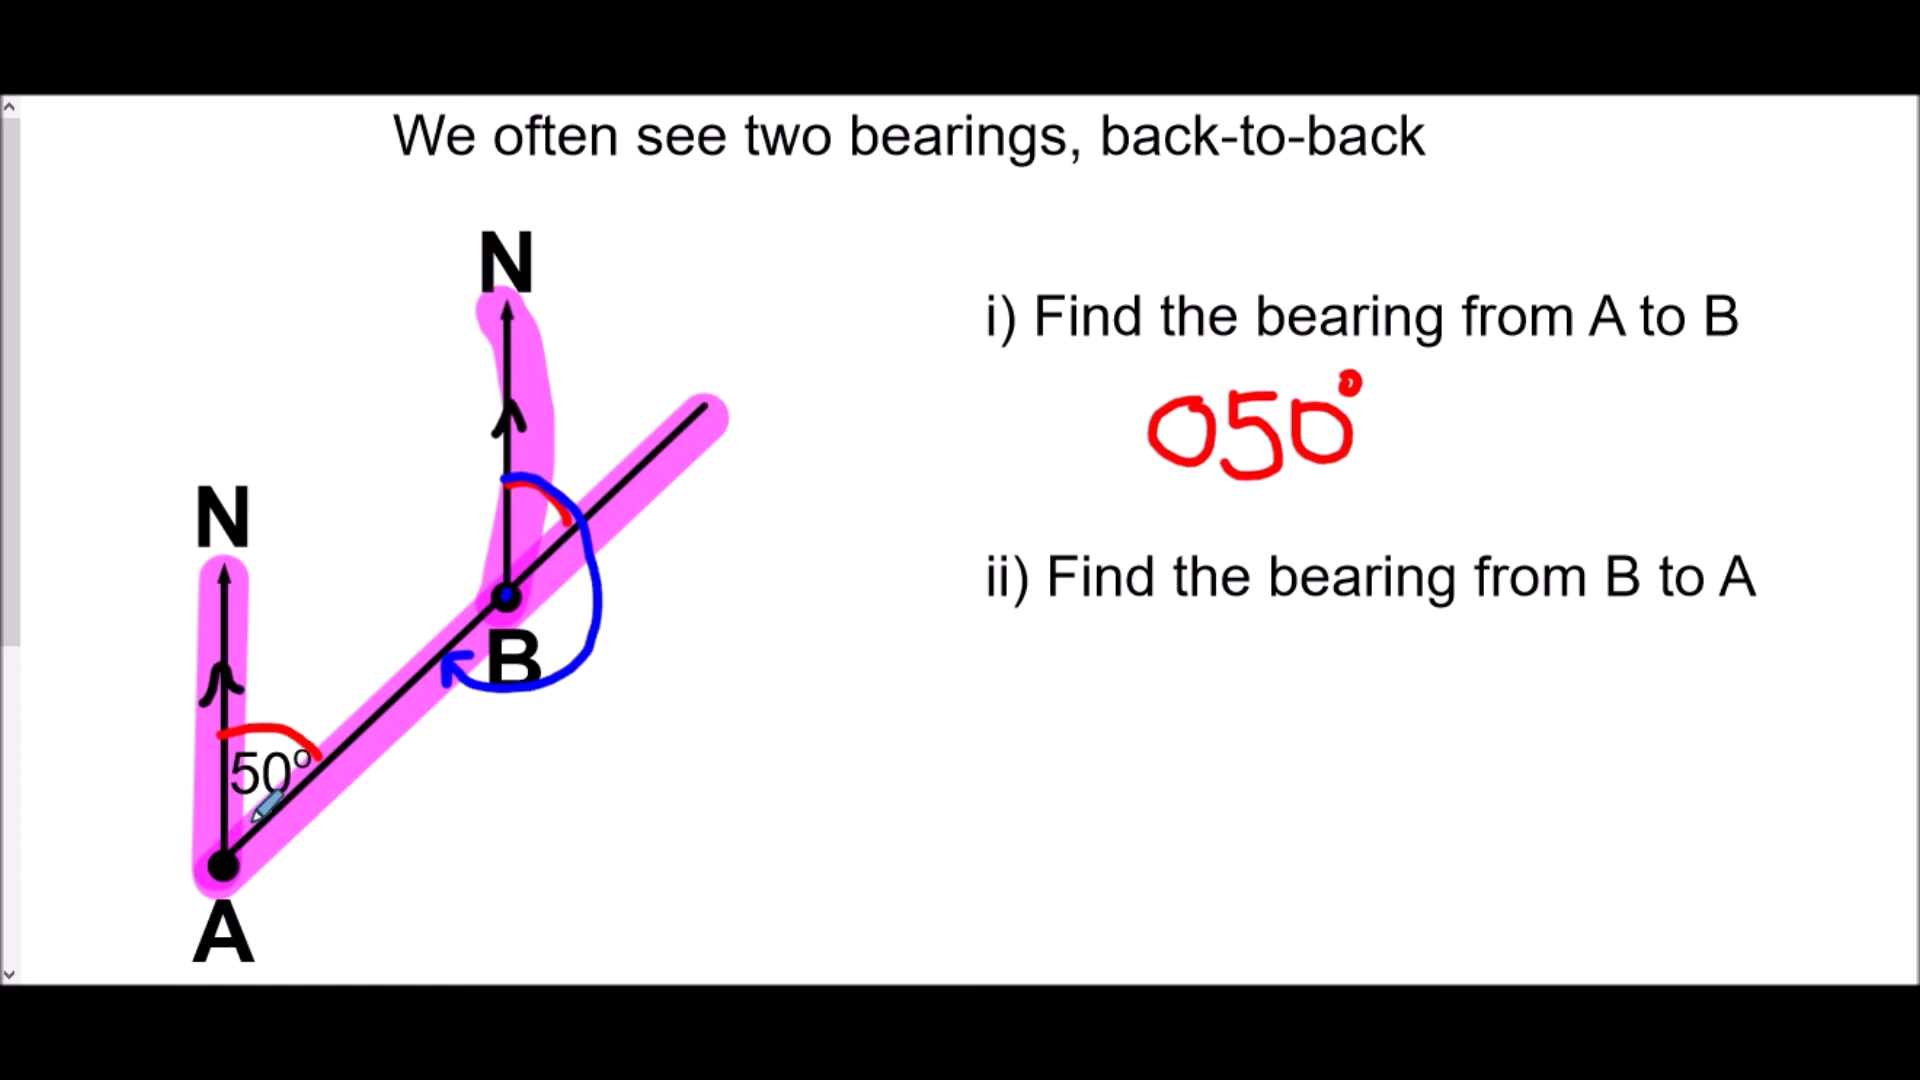 We often see two bearings, back-to-back
N
i) Find the bearing from A to B
050°
N
ii) Find the bearing from B to A
B
50º
A